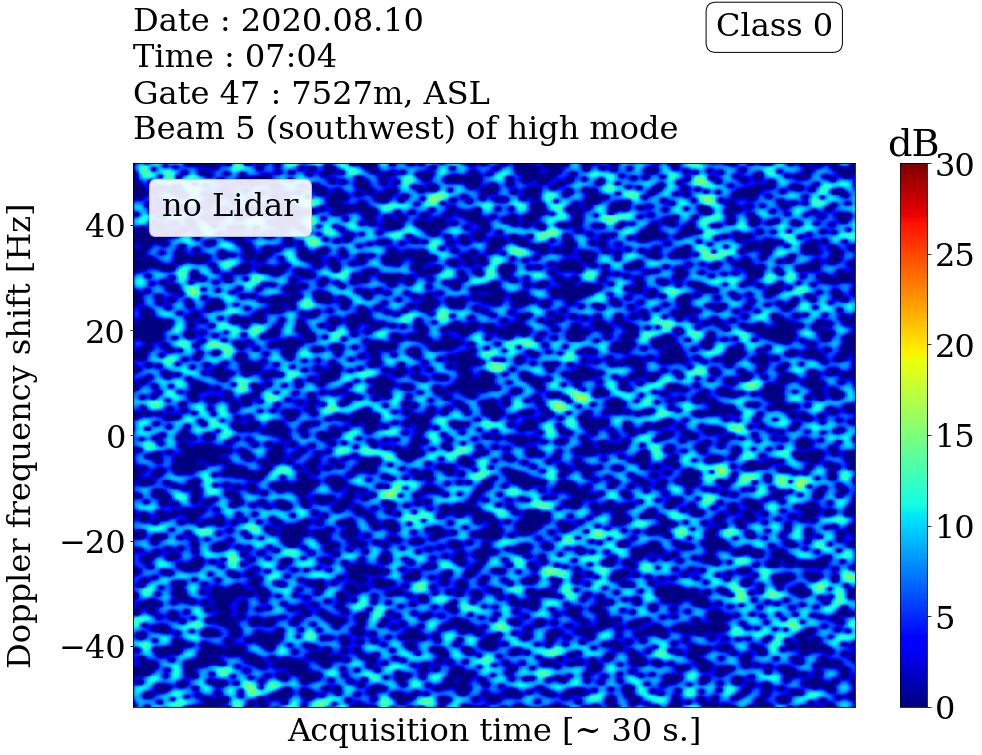 Date : 2020.08.10
Time : 07:04
Gate 47 : 7527m, ASL
Beam 5 (southwest) of high mode
Class 0
dB
no Lidar
Doppler frequency shift [Hz]
40
20
0
−20
−40
30
25
20
15
10
5
0
Acquisition time [~ 30 s.]